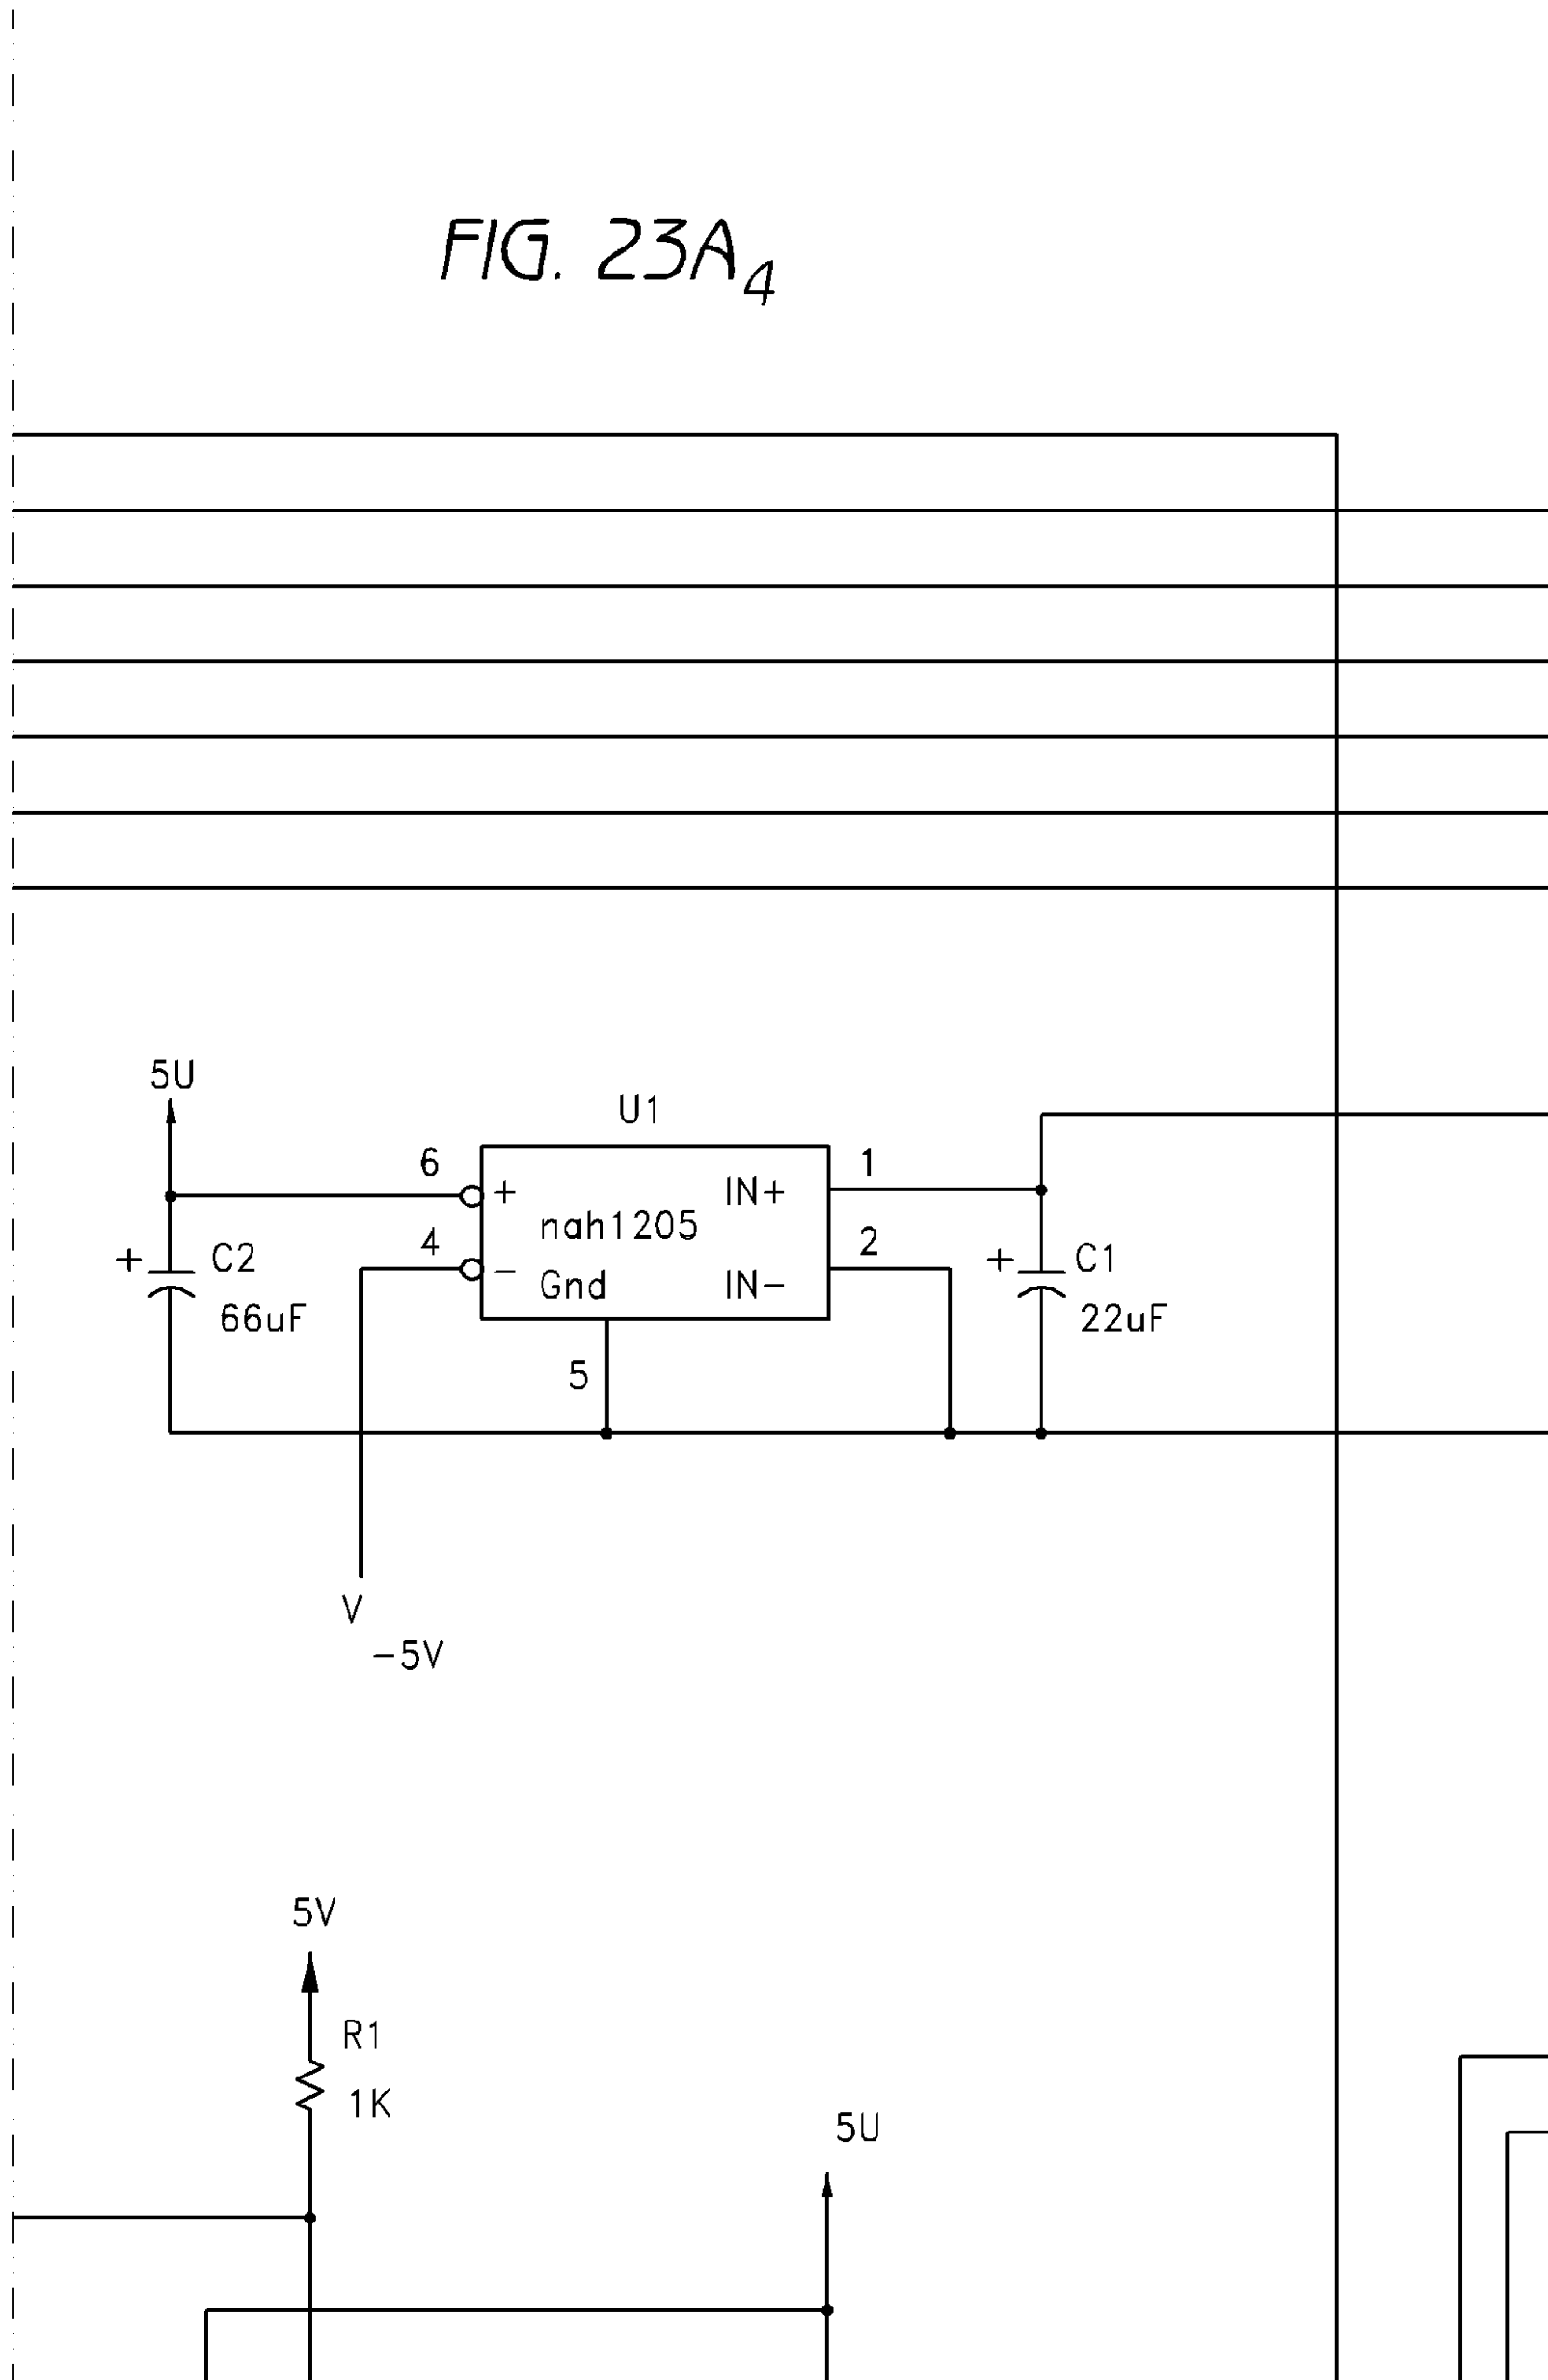 FIG. 23A4
5U
U1
6
+
IN+
1
nah1205
4
-
Gnd
IN-
2
+
C2
66uF
+
C1
22uF
5
V
-5V
5V
R1
1K
5U